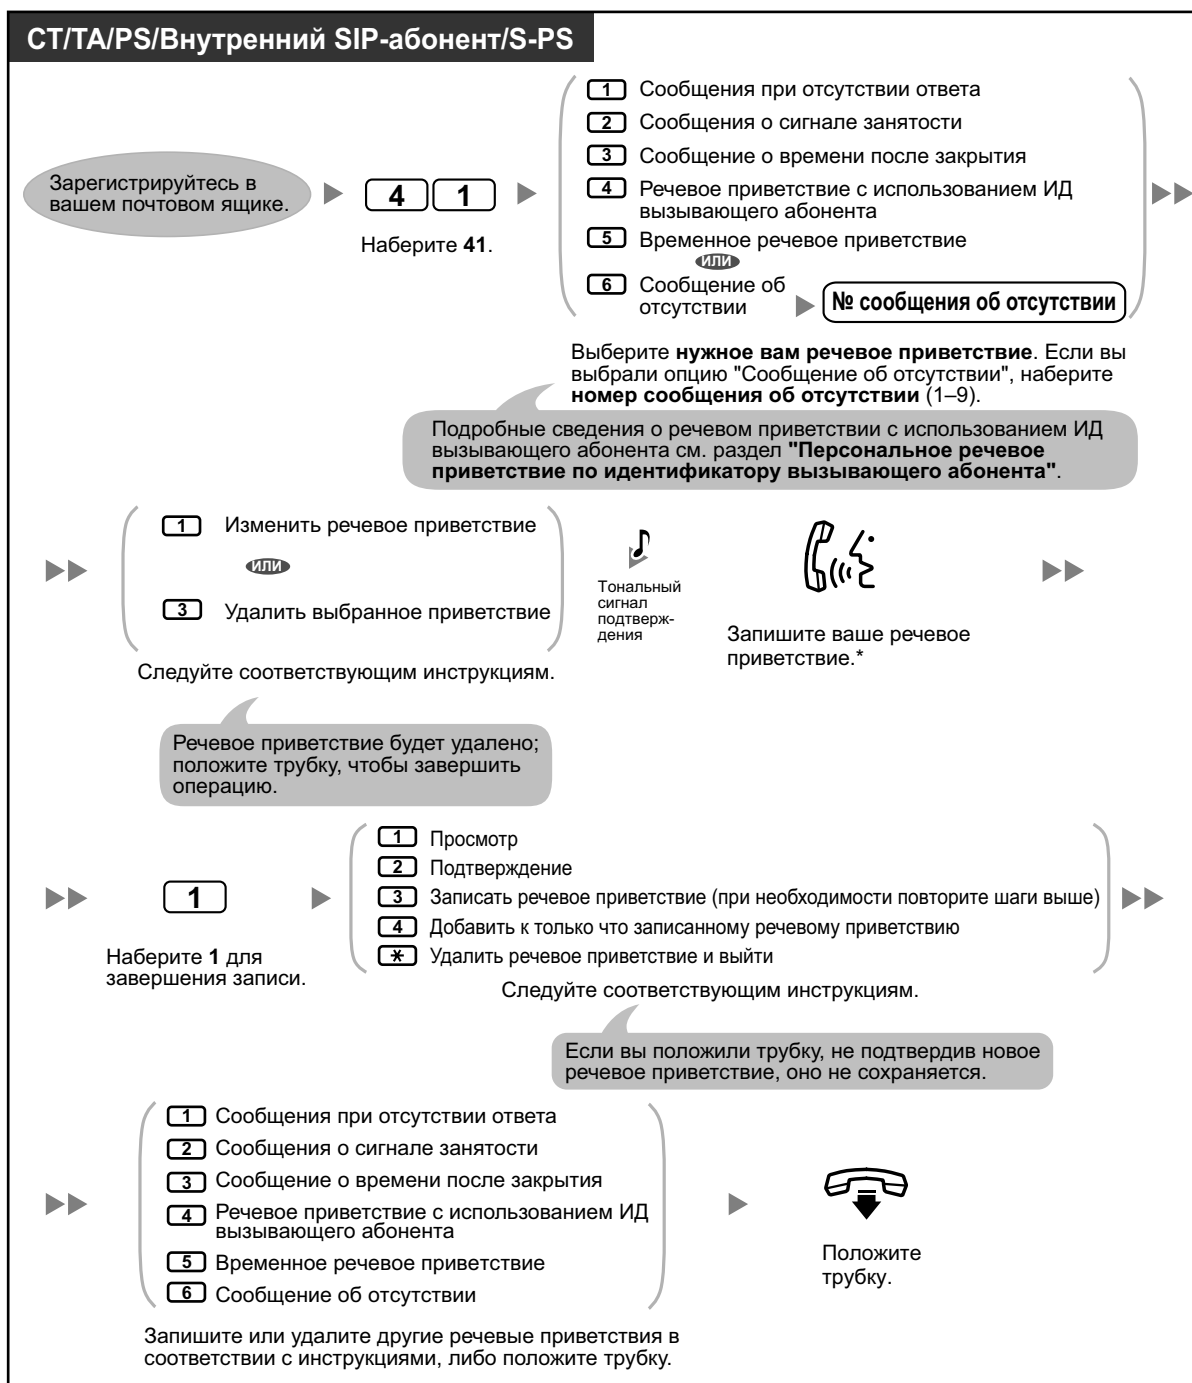 СТ/ТА/PS/Внутренний SIP-абонент/S-PS
Зарегистрируйтесь в
вашем почтовом ящике.
4 1
Наберите 41.
1 Сообщения при отсутствии ответа
2 Сообщения о сигнале занятости
3 Сообщение о времени после закрытия
4 Речевое приветствие с использованием ИД
вызывающего абонента
5 Временное речевое приветствие
ИЛИ
6 Сообщение об
отсутствии
№ сообщения об отсутствии
Выберите нужное вам речевое приветствие. Если вы
выбрали опцию "Сообщение об отсутствии", наберите
номер сообщения об отсутствии (1–9).
Подробные сведения о речевом приветствии с использованием ИД
вызывающего абонента см. раздел "Персональное речевое
приветствие по идентификатору вызывающего абонента".
1 Изменить речевое приветствие
ИЛИ
3 Удалить выбранное приветствие
Следуйте соответствующим инструкциям.
Тональный
сигнал
подтверж-
дения
Запишите ваше речевое
приветствие.*
Речевое приветствие будет удалено;
положите трубку, чтобы завершить
операцию.
1
Наберите 1 для
завершения записи.
1 Просмотр
2 Подтверждение
3 Записать речевое приветствие (при необходимости повторите шаги выше)
4 Добавить к только что записанному речевому приветствию
* Удалить речевое приветствие и выйти
Следуйте соответствующим инструкциям.
Если вы положили трубку, не подтвердив новое
речевое приветствие, оно не сохраняется.
1 Сообщения при отсутствии ответа
2 Сообщения о сигнале занятости
3 Сообщение о времени после закрытия
4 Речевое приветствие с использованием ИД
вызывающего абонента
5 Временное речевое приветствие
6 Сообщение об отсутствии
Запишите или удалите другие речевые приветствия в
соответствии с инструкциями, либо положите трубку.
Положите
трубку.